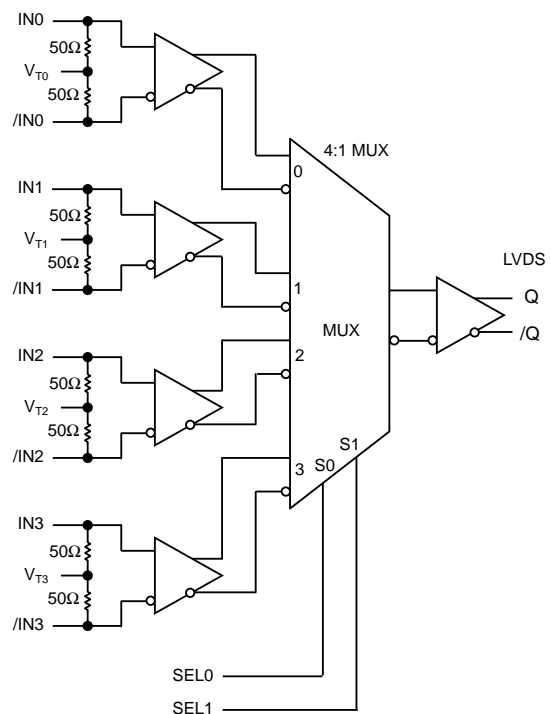 IN0
50Ω
VT0
50Ω
/IN0
4:1 MUX
0
IN1
50Ω
VT1
50Ω
/IN1
1
LVDS
Q
/Q
MUX
IN2
50Ω
VT2
50Ω
/IN2
2
S1
S0
3
IN3
50Ω
VT3
50Ω
/IN3
SEL0
SEL1